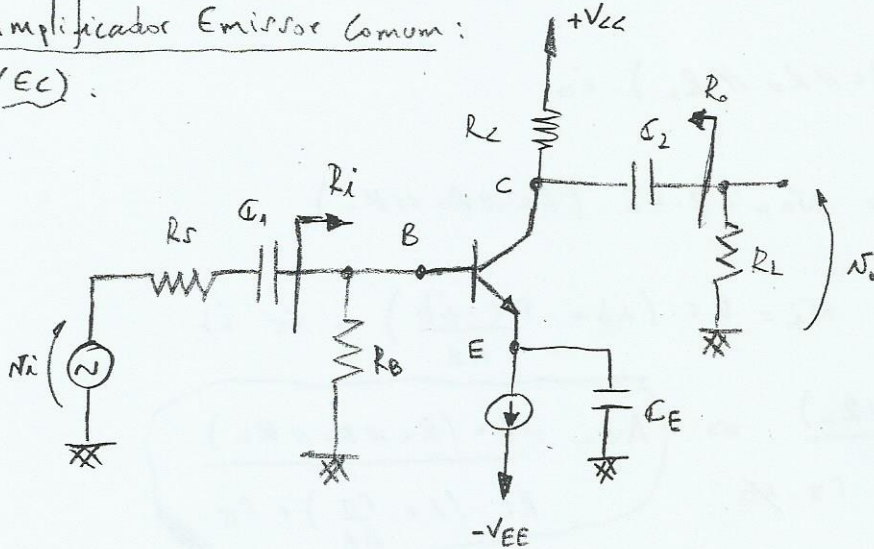 mplificador Emissor Comum:
(EC).
+Vcc
Rc
C2
Ro
C
Ri
C1
Rs
B
RL
vo
vi
RB
E
CE
-VEE